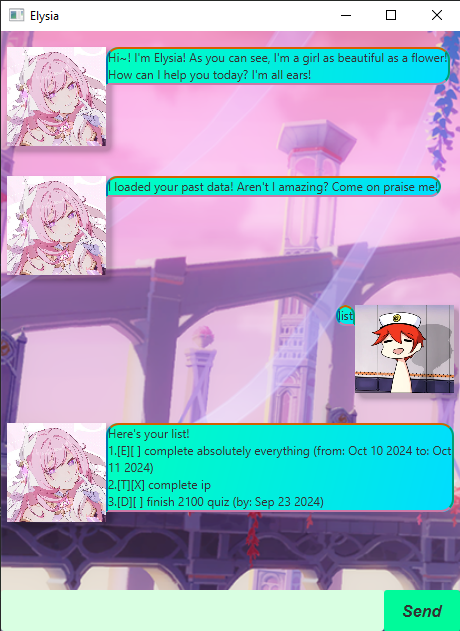 Elysia
Hi~! I'm Elysia! As you can see, I'm a girl as beautiful as a flower!
How can I help you today? I'm all ears!
I loaded your past data! Aren't I amazing? Come on praise me!
list
Here's your list!
1.[E][ ] complete absolutely everything (from: Oct 10 2024 to: Oct
11 2024)
2.[T][X] complete ip
3.[D][ ] finish 2100 quiz (by: Sep 23 2024)
Send